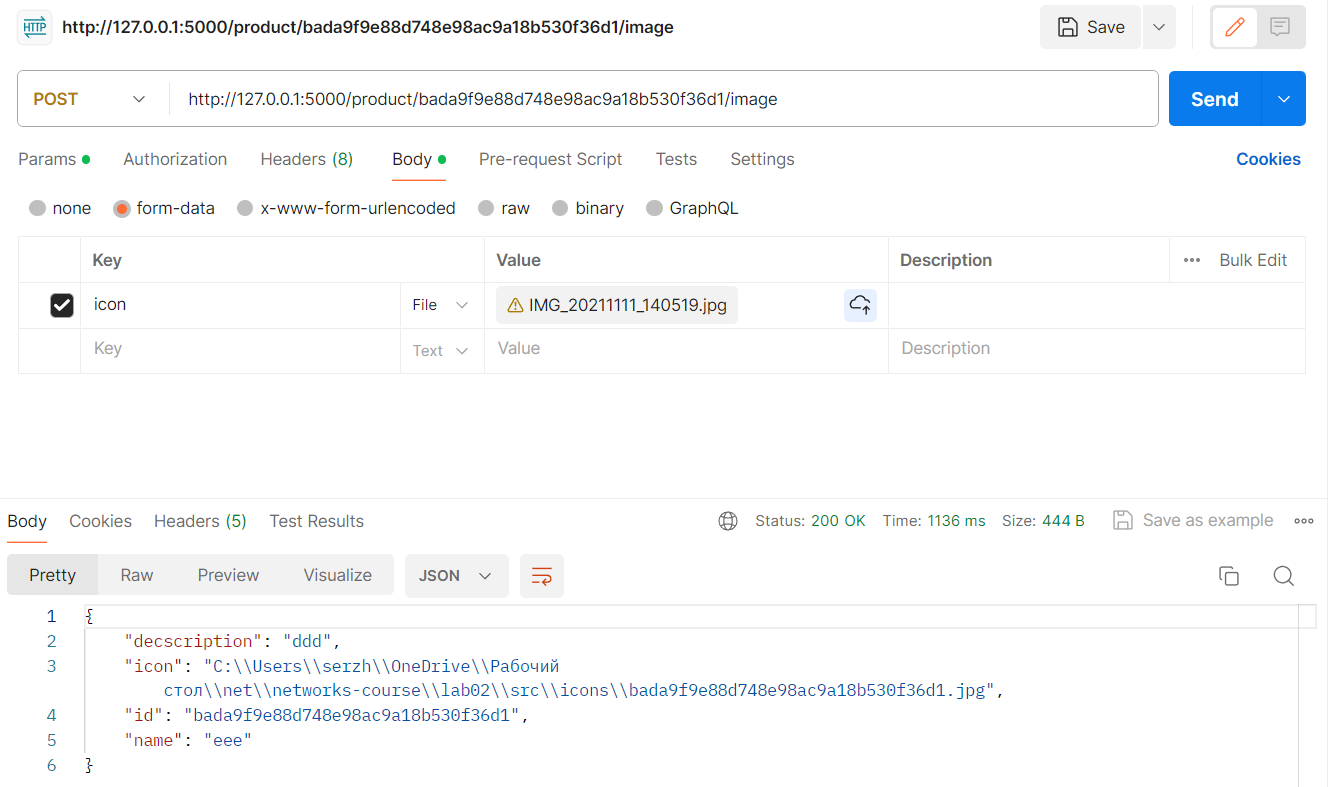 HTTP http://127.0.0.1:5000/product/bada9f9e88d748e98ac9a18b530f36d1/image Save
POST http://127.0.0.1:5000/product/bada9f9e88d748e98ac9a18b530f36d1/image Send
Params Authorization Headers (8) Body Pre-request Script Tests Settings Cookies
none form-data x-www-form-urlencoded raw binary GraphQL
Key Value Description Bulk Edit
icon File IMG_20211111_140519.jpg
Key Text Value Description
Body Cookies Headers (5) Test Results Status: 200 OK Time: 1136 ms Size: 444 B Save as example
Pretty Raw Preview Visualize JSON
1 {
2 "decscription": "ddd",
3 "icon": "C:\\Users\\serzh\\OneDrive\\Рабочий
стол\\net\\networks-course\\lab02\\src\\icons\\bada9f9e88d748e98ac9a18b530f36d1.jpg",
4 "id": "bada9f9e88d748e98ac9a18b530f36d1",
5 "name": "eee"
6 }